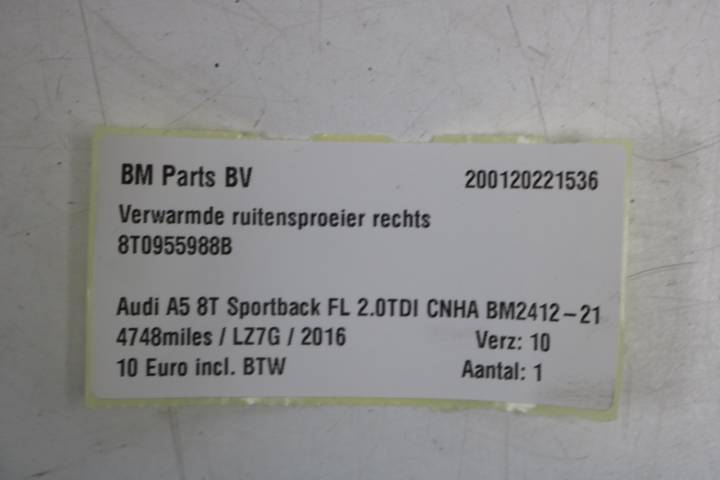 BM Parts BV 200120221536
Verwarmde ruitensproeier rechts
8T0955988B
Audi A5 8T Sportback FL 2.0TDI CNHA BM2412-21
4748miles / LZ7G / 2016 Verz: 10
10 Euro incl. BTW Aantal: 1